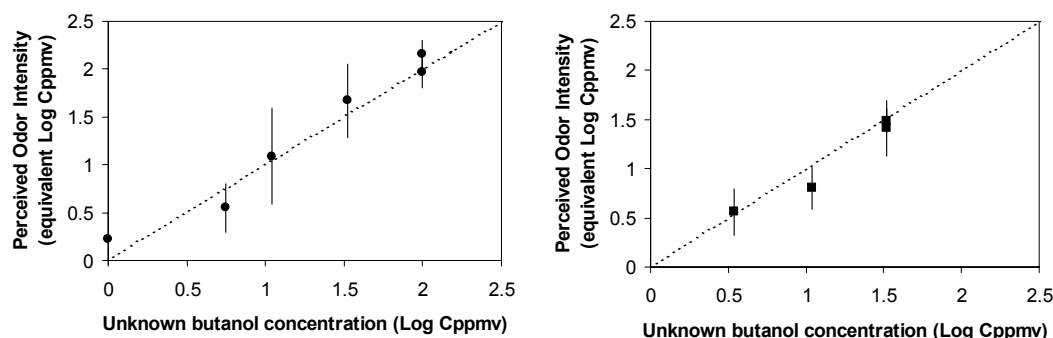 Perceived Odor Intensity
(equivalent Log Cppmv)
2.5
2
1.5
1
0.5
0
0 0.5 1 1.5 2 2.5
Unknown butanol concentration (Log Cppmv)
Perceived Odor Intensity
(equivalent Log Cppmv)
2.5
2
1.5
1
0.5
0
0 0.5 1 1.5 2 2.5
Unknown butanol concentration (Log Cppmv)